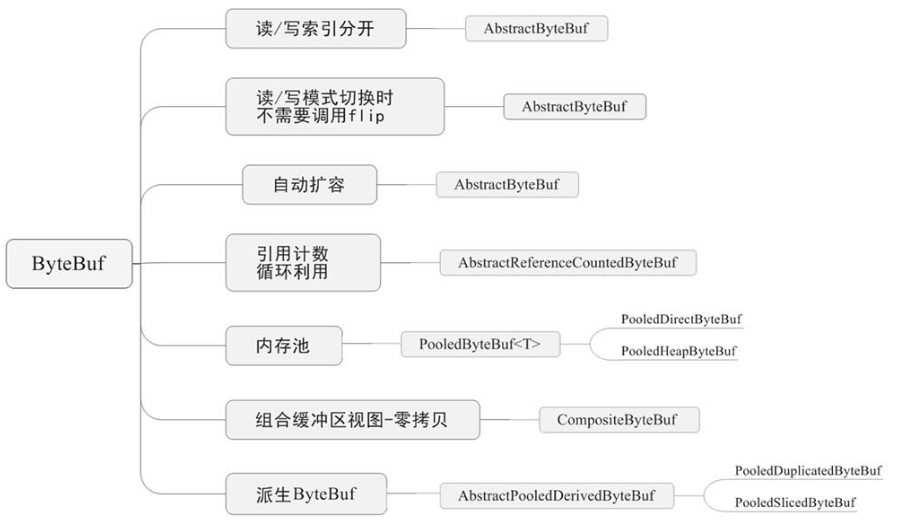 读/写索引分开
AbstractByteBuf
读/写模式切换时
不需要调用flip
AbstractByteBuf
自动扩容
AbstractByteBuf
ByteBuf
引用计数
循环利用
AbstractReferenceCountedByteBuf
内存池
PooledByteBuf<T>
PooledDirectByteBuf
PooledHeapByteBuf
组合缓冲区视图-零拷贝
CompositeByteBuf
派生ByteBuf
AbstractPooledDerivedByteBuf
PooledDuplicatedByteBuf
PooledSlicedByteBuf